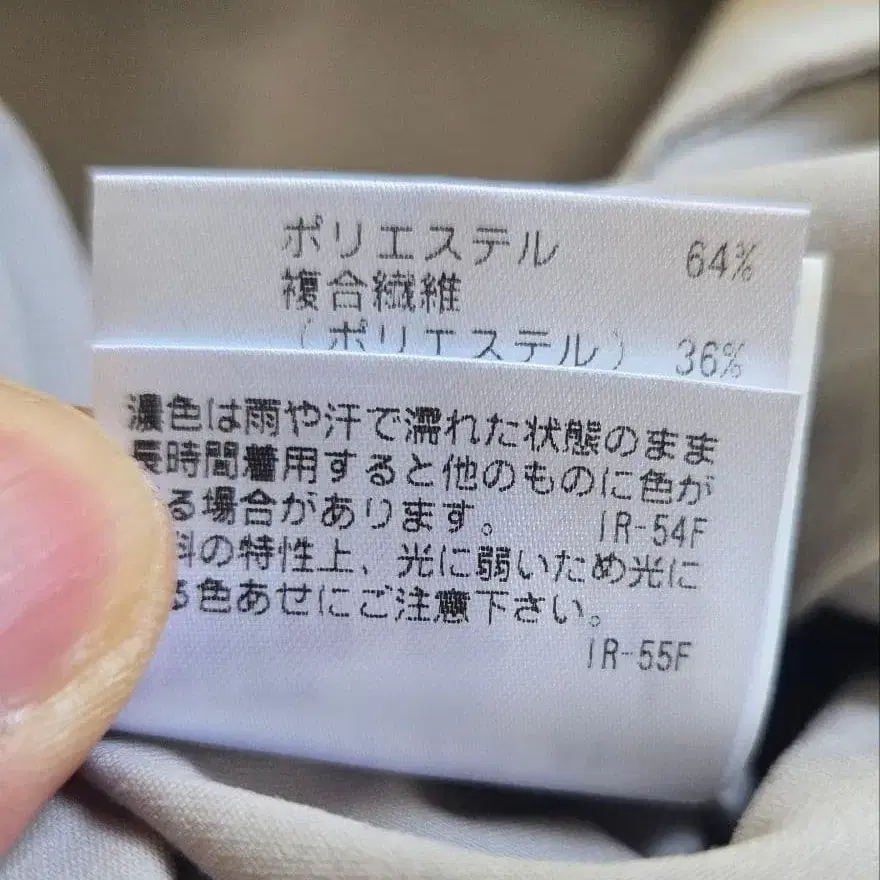 ポリエステル 64%
複合繊維
（ポリエステル） 36%
濃色は雨や汗で濡れた状態のまま
長時間着用すると他のものに色が
る場合があります。 IR-54F
料の特性上、光に弱いため光に
る色あせにご注意下さい。
IR-55F